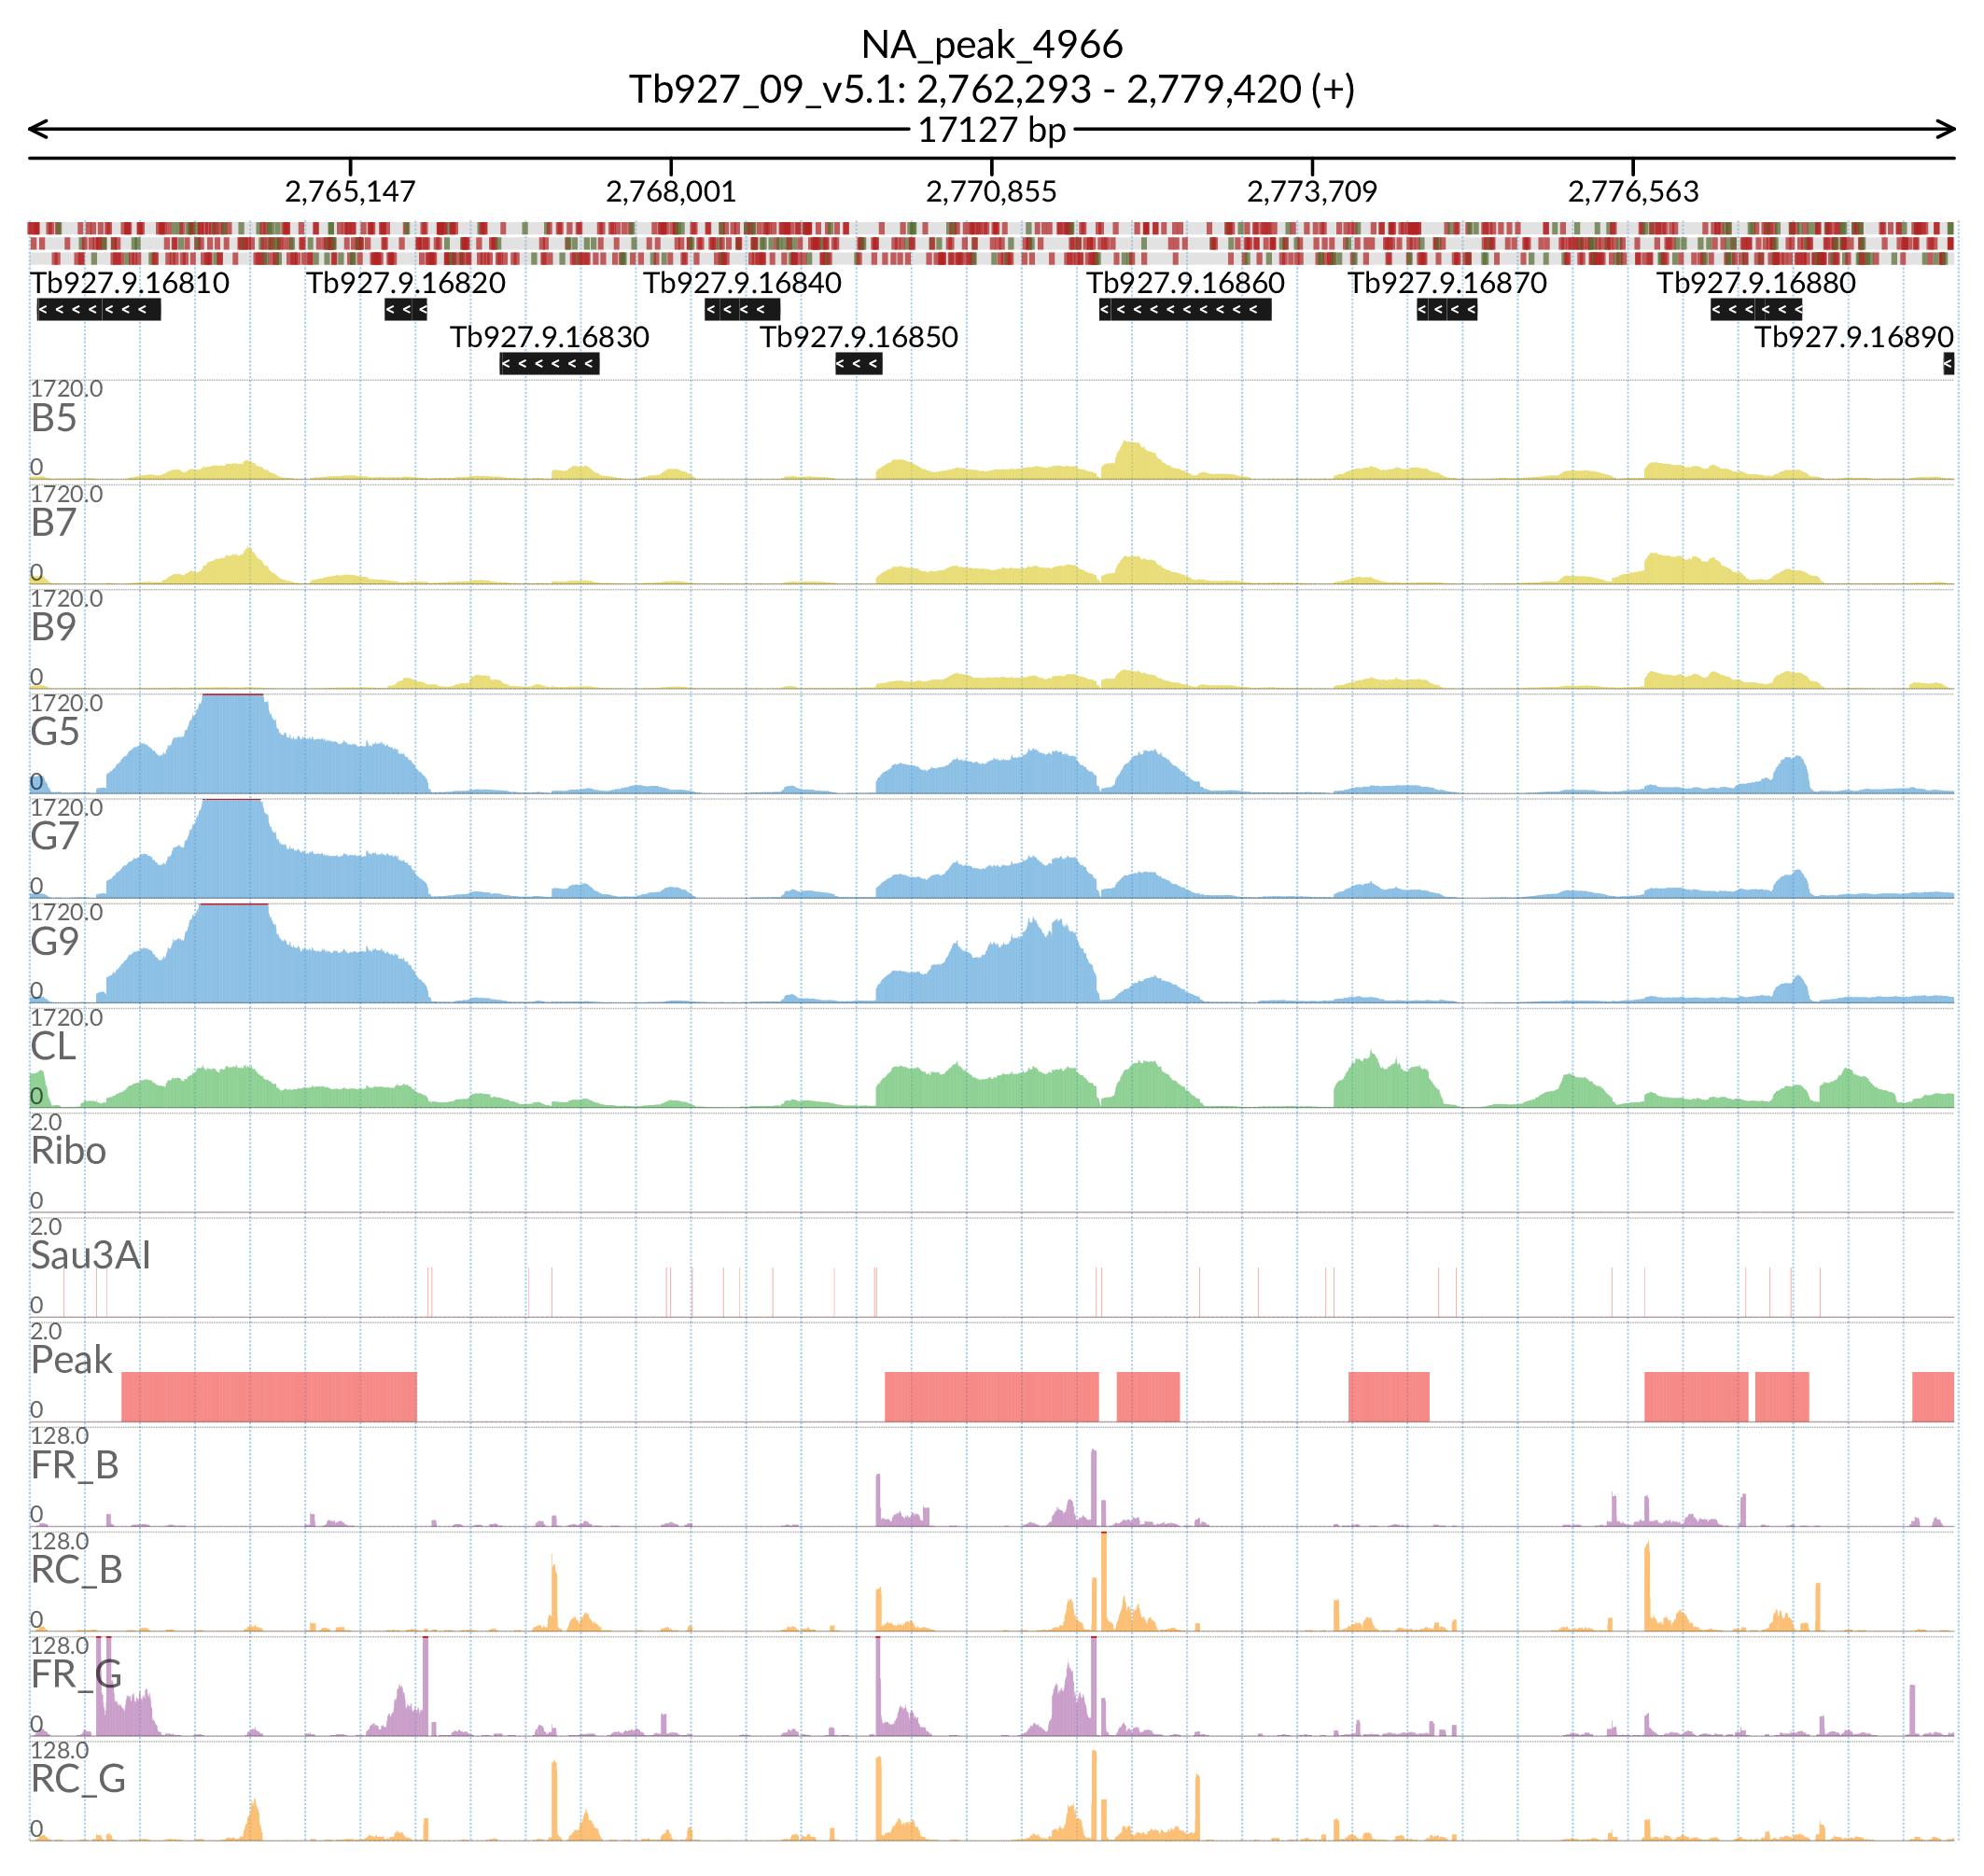 NA_peak_4966
Tb927_09_v5.1: 2,762,293 - 2,779,420 (+)
17127 bp
2,765,147 2,768,001 2,770,855 2,773,709 2,776,563
Tb927.9.16810 Tb927.9.16820 Tb927.9.16840 Tb927.9.16860 Tb927.9.16870 Tb927.9.16880
Tb927.9.16830 Tb927.9.16850 Tb927.9.16890
1720.0
B5
0
1720.0
B7
0
1720.0
B9
0
1720.0
G5
0
1720.0
G7
0
1720.0
G9
0
1720.0
CL
0
2.0
Ribo
0
2.0
Sau3AI
0
2.0
Peak
0
128.0
FR_B
0
128.0
RC_B
0
128.0
FR_G
0
128.0
RC_G
0